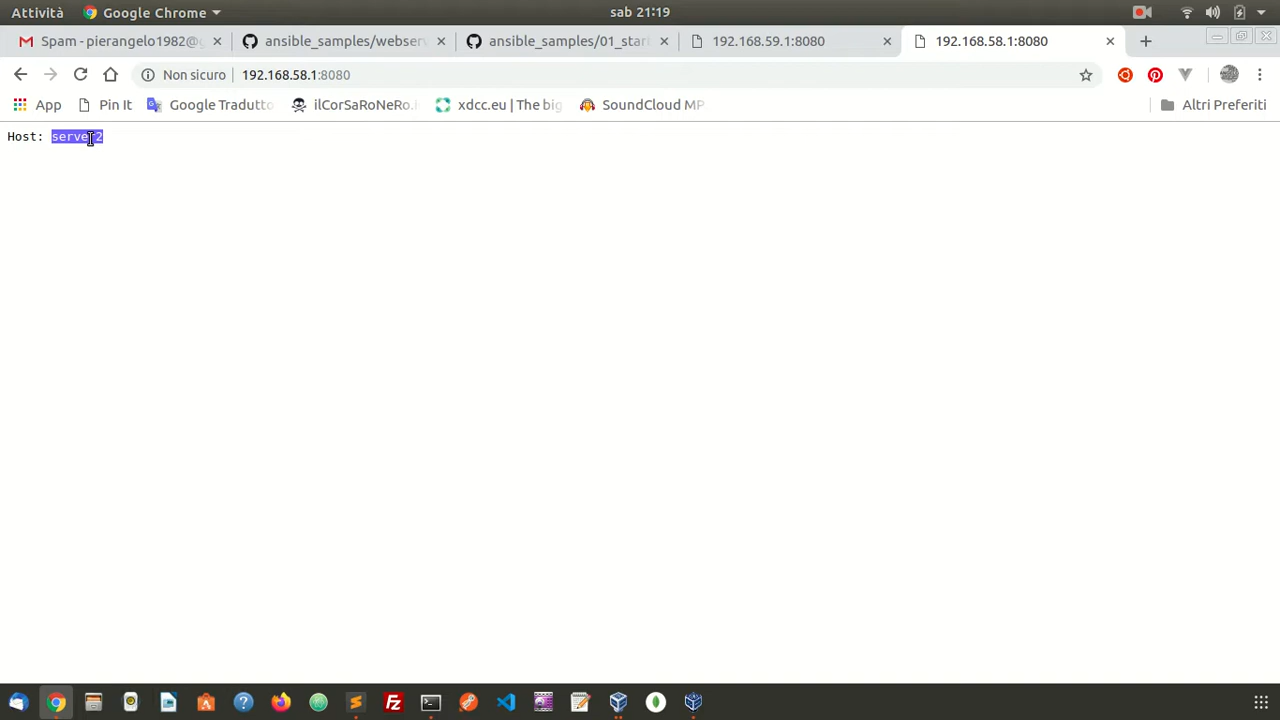 Attività
Google Chrome
sab 21:19
Spam - pierangelo1982@g
ansible_samples/webserv
ansible_samples/01_star
192.168.59.1:8080
192.168.58.1:8080
Non sicuro
192.168.58.1:8080
App
Pin It
Google Tradutto
ilCorSaRoNeRo.i
xdcc.eu | The big
SoundCloud MP
Altri Preferiti
Host: server2